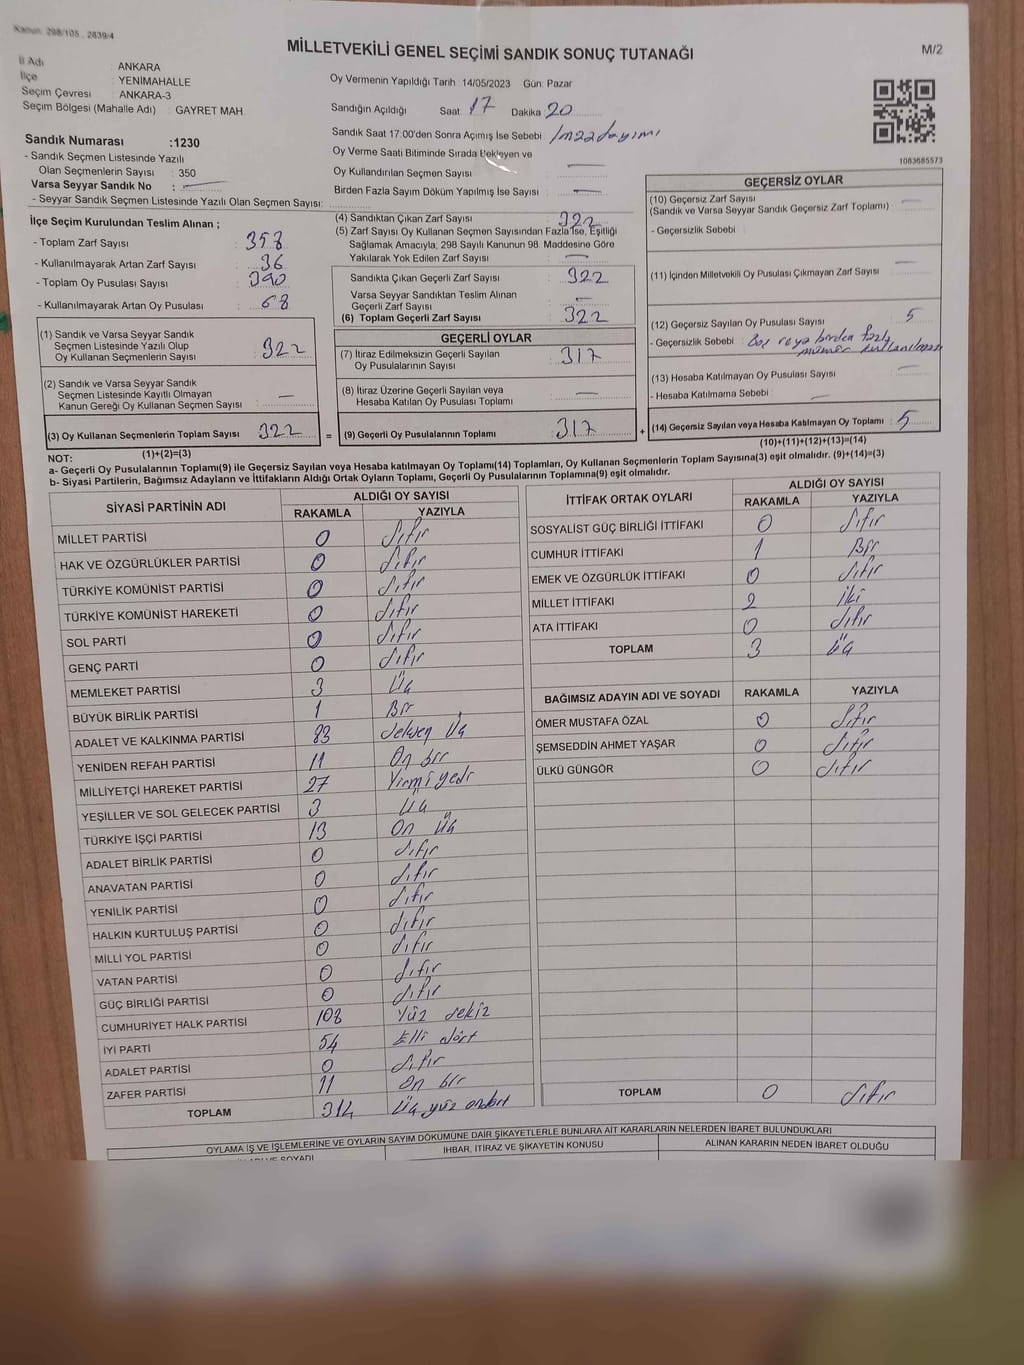 Kanun: 298/105 , 2839/4
MİLLETVEKİLİ GENEL SEÇİMİ SANDIK SONUÇ TUTANAĞI
M/2
İl Adı : ANKARA
İlçe : YENİMAHALLE
Seçim Çevresi : ANKARA-3
Seçim Bölgesi (Mahalle Adı) : GAYRET MAH
Oy Vermenin Yapıldığı Tarih : 14/05/2023 Gün: Pazar
Sandığın Açıldığı Saat: 17 Dakika 20
Sandık Saat 17:00'den Sonra Açımış İse Sebebi
Oy Verme Saati Bitiminde Sırada Bekleyen ve
Oy Kullandırılan Seçmen Sayısı :
Birden Fazla Sayım Döküm Yapılmış İse Sayısı :
1083685573
Sandık Numarası :1230
- Sandık Seçmen Listesinde Yazılı
Olan Seçmenlerin Sayısı : 350
Varsa Seyyar Sandık No :
- Seyyar Sandık Seçmen Listesinde Yazılı Olan Seçmen Sayısı:
İlçe Seçim Kurulundan Teslim Alınan ;
- Toplam Zarf Sayısı : 358
- Kullanılmayarak Artan Zarf Sayısı : 36
- Toplam Oy Pusulası Sayısı : 390
- Kullanılmayarak Artan Oy Pusulası : 68
(1) Sandık ve Varsa Seyyar Sandık
Seçmen Listesinde Yazılı Olup
Oy Kullanan Seçmenlerin Sayısı : 322
(2) Sandık ve Varsa Seyyar Sandık
Seçmen Listesinde Kayıtlı Olmayan
Kanun Gereği Oy Kullanan Seçmen Sayısı : —
(3) Oy Kullanan Seçmenlerin Toplam Sayısı : 322
(1)+(2)=(3)
(4) Sandıktan Çıkan Zarf Sayısı : 322
(5) Zarf Sayısı Oy Kullanan Seçmen Sayısından Fazla İse, Eşitliği
Sağlamak Amacıyla, 298 Sayılı Kanunun 98. Maddesine Göre
Yakılarak Yok Edilen Zarf Sayısı : —
Sandıkta Çıkan Geçerli Zarf Sayısı : 322
Varsa Seyyar Sandıktan Teslim Alınan
Geçerli Zarf Sayısı : —
(6) Toplam Geçerli Zarf Sayısı : 322
GEÇERLİ OYLAR
(7) İtiraz Edilmeksizin Geçerli Sayılan
Oy Pusulalarının Sayısı : 317
(8) İtiraz Üzerine Geçerli Sayılan veya
Hesaba Katılan Oy Pusulası Toplamı : —
= (9) Geçerli Oy Pusulalarının Toplamı : 317
GEÇERSİZ OYLAR
(10) Geçersiz Zarf Sayısı : —
(Sandık ve Varsa Seyyar Sandık Geçersiz Zarf Toplamı)
- Geçersizlik Sebebi :
(11) İçinden Milletvekili Oy Pusulası Çıkmayan Zarf Sayısı : —
(12) Geçersiz Sayılan Oy Pusulası Sayısı : 5
- Geçersizlik Sebebi : Boş veya birden fazla
mühür kullanılması
(13) Hesaba Katılmayan Oy Pusulası Sayısı : —
- Hesaba Katılmama Sebebi : —
+ (14) Geçersiz Sayılan veya Hesaba Katılmayan Oy Toplamı : 5
(10)+(11)+(12)+(13)=(14)
NOT:
a- Geçerli Oy Pusulalarının Toplamı(9) ile Geçersiz Sayılan veya Hesaba katılmayan Oy Toplamı(14) Toplamları, Oy Kullanan Seçmenlerin Toplam Sayısına(3) eşit olmalıdır. (9)+(14)=(3)
b- Siyasi Partilerin, Bağımsız Adayların ve İttifakların Aldığı Ortak Oyların Toplamı, Geçerli Oy Pusulalarının Toplamına(9) eşit olmalıdır.
SİYASİ PARTİNİN ADI ALDIĞI OY SAYISI
RAKAMLA YAZIYLA
MİLLET PARTİSİ 0 Sıfır
HAK VE ÖZGÜRLÜKLER PARTİSİ 0 Sıfır
TÜRKİYE KOMÜNİST PARTİSİ 0 Sıfır
TÜRKİYE KOMÜNİST HAREKETİ 0 Sıfır
SOL PARTİ 0 Sıfır
GENÇ PARTİ 0 Sıfır
MEMLEKET PARTİSİ 3 Üç
BÜYÜK BİRLİK PARTİSİ 1 Bir
ADALET VE KALKINMA PARTİSİ 83 Seksen Üç
YENİDEN REFAH PARTİSİ 11 On bir
MİLLİYETÇİ HAREKET PARTİSİ 27 Yirmi yedi
YEŞİLLER VE SOL GELECEK PARTİSİ 3 Üç
TÜRKİYE İŞÇİ PARTİSİ 13 On Üç
ADALET BİRLİK PARTİSİ 0 Sıfır
ANAVATAN PARTİSİ 0 Sıfır
YENİLİK PARTİSİ 0 Sıfır
HALKIN KURTULUŞ PARTİSİ 0 Sıfır
MİLLİ YOL PARTİSİ 0 Sıfır
VATAN PARTİSİ 0 Sıfır
GÜÇ BİRLİĞİ PARTİSİ 0 Sıfır
CUMHURİYET HALK PARTİSİ 108 Yüz sekiz
İYİ PARTİ 54 Elli dört
ADALET PARTİSİ 0 Sıfır
ZAFER PARTİSİ 11 On bir
TOPLAM 314 Üç yüz ondört
İTTİFAK ORTAK OYLARI ALDIĞI OY SAYISI
RAKAMLA YAZIYLA
SOSYALİST GÜÇ BİRLİĞİ İTTİFAKI 0 Sıfır
CUMHUR İTTİFAKI 1 Bir
EMEK VE ÖZGÜRLÜK İTTİFAKI 0 Sıfır
MİLLET İTTİFAKI 2 İki
ATA İTTİFAKI 0 Sıfır
TOPLAM 3 Üç
BAĞIMSIZ ADAYIN ADI VE SOYADI RAKAMLA YAZIYLA
ÖMER MUSTAFA ÖZAL 0 Sıfır
ŞEMSEDDİN AHMET YAŞAR 0 Sıfır
ÜLKÜ GÜNGÖR 0 Sıfır
TOPLAM 0 Sıfır
OYLAMA İŞ VE İŞLEMLERİNE VE OYLARIN SAYIM DÖKÜMÜNE DAİR ŞİKAYETLERLE BUNLARA AİT KARARLARIN NELERDEN İBARET BULUNDUKLARI
İHBAR, İTİRAZ VE ŞİKAYETİN KONUSU
ALINAN KARARIN NEDEN İBARET OLDUĞU